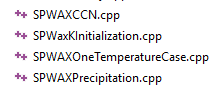 SPWAXCCN.cpp
SPWaxKInitialization.cpp
SPWAXOneTemperatureCase.cpp
SPWAXPrecipitation.cpp